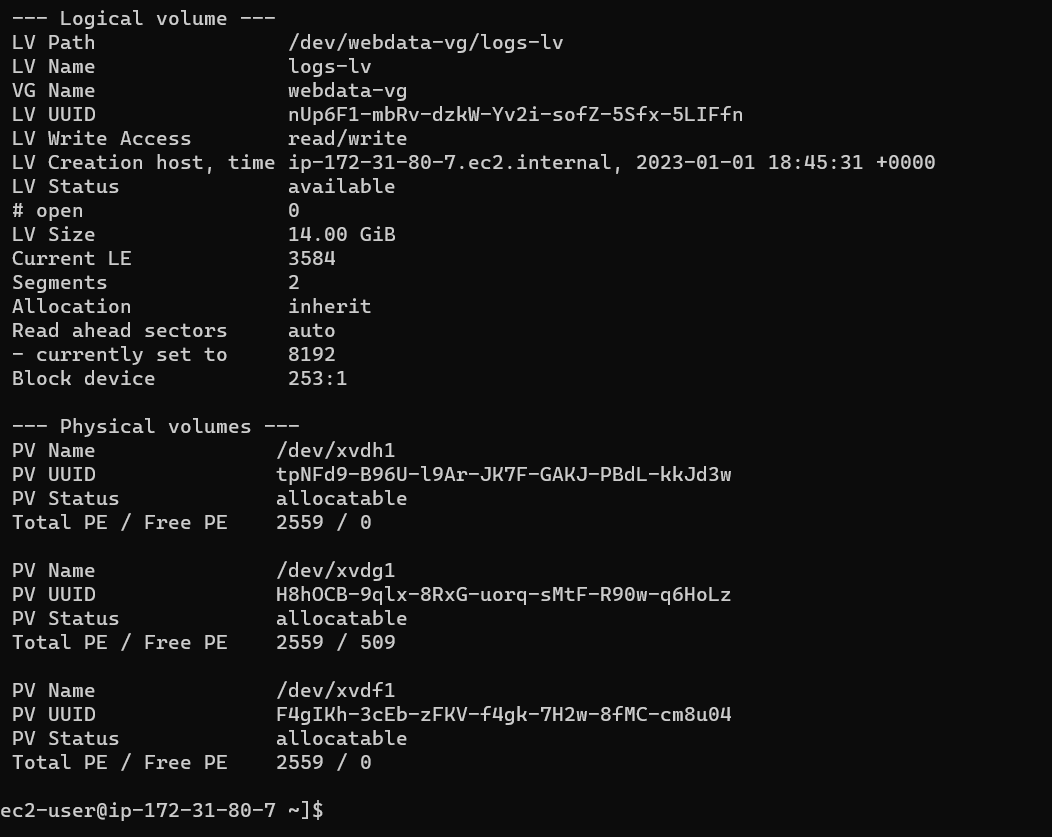 --- Logical volume ---
LV Path                /dev/webdata-vg/logs-lv
LV Name                logs-lv
VG Name                webdata-vg
LV UUID                nUp6F1-mbRv-dzkW-Yv2i-sofZ-5Sfx-5LIFfn
LV Write Access        read/write
LV Creation host, time ip-172-31-80-7.ec2.internal, 2023-01-01 18:45:31 +0000
LV Status              available
# open                 0
LV Size                14.00 GiB
Current LE             3584
Segments               2
Allocation             inherit
Read ahead sectors     auto
- currently set to     8192
Block device           253:1
--- Physical volumes ---
PV Name               /dev/xvdh1
PV UUID               tpNFd9-B96U-l9Ar-JK7F-GAKJ-PBdL-kkJd3w
PV Status             allocatable
Total PE / Free PE    2559 / 0
PV Name               /dev/xvdg1
PV UUID               H8hOCB-9qlx-8RxG-uorq-sMtF-R90w-q6HoLz
PV Status             allocatable
Total PE / Free PE    2559 / 509
PV Name               /dev/xvdf1
PV UUID               F4gIKh-3cEb-zFKV-f4gk-7H2w-8fMC-cm8u04
PV Status             allocatable
Total PE / Free PE    2559 / 0
ec2-user@ip-172-31-80-7 ~]$